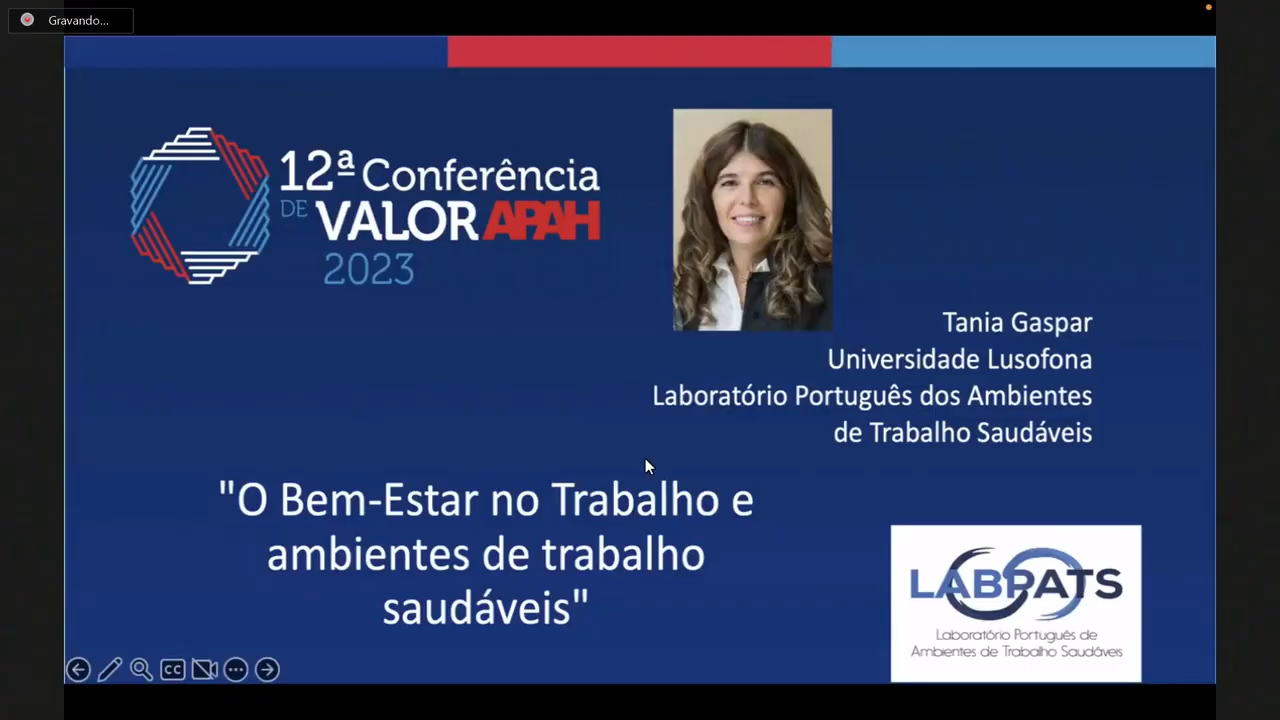 Gravando...
12ª Conferência
DE VALOR APAH
2023
Tania Gaspar
Universidade Lusofona
Laboratório Português dos Ambientes
de Trabalho Saudáveis
"O Bem-Estar no Trabalho e
ambientes de trabalho
saudáveis"
LABPATS
Laboratório Português de
Ambientes de Trabalho Saudáveis
CC